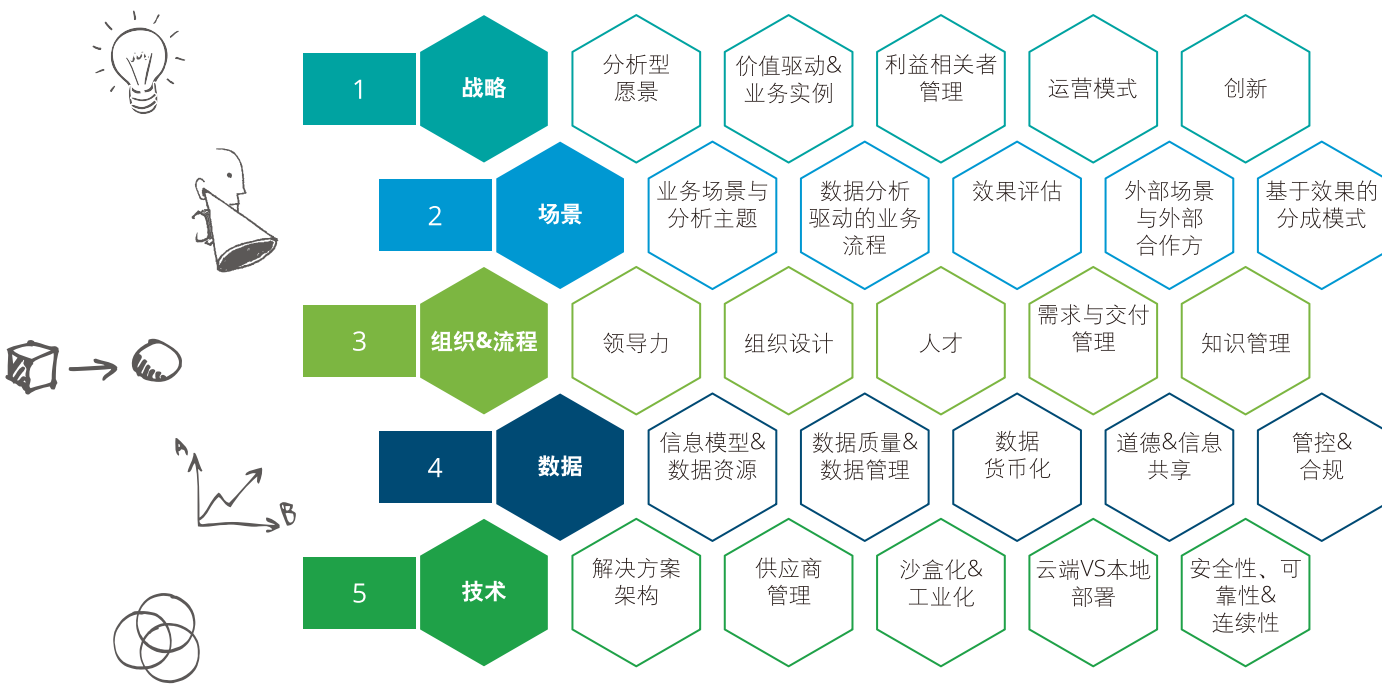 1
战略
分析型
愿景
价值驱动&
业务实例
利益相关者
管理
运营模式
创新
2
场景
业务场景与
分析主题
数据分析
驱动的业务
流程
效果评估
外部场景
与外部
合作方
基于效果的
分成模式
3
组织&流程
领导力
组织设计
人才
需求与交付
管理
知识管理
4
数据
信息模型&
数据资源
数据质量&
数据管理
数据
货币化
道德&信息
共享
管控&
合规
A
B
5
技术
解决方案
架构
供应商
管理
沙盒化&
工业化
云端VS本地
部署
安全性、可
靠性&
连续性